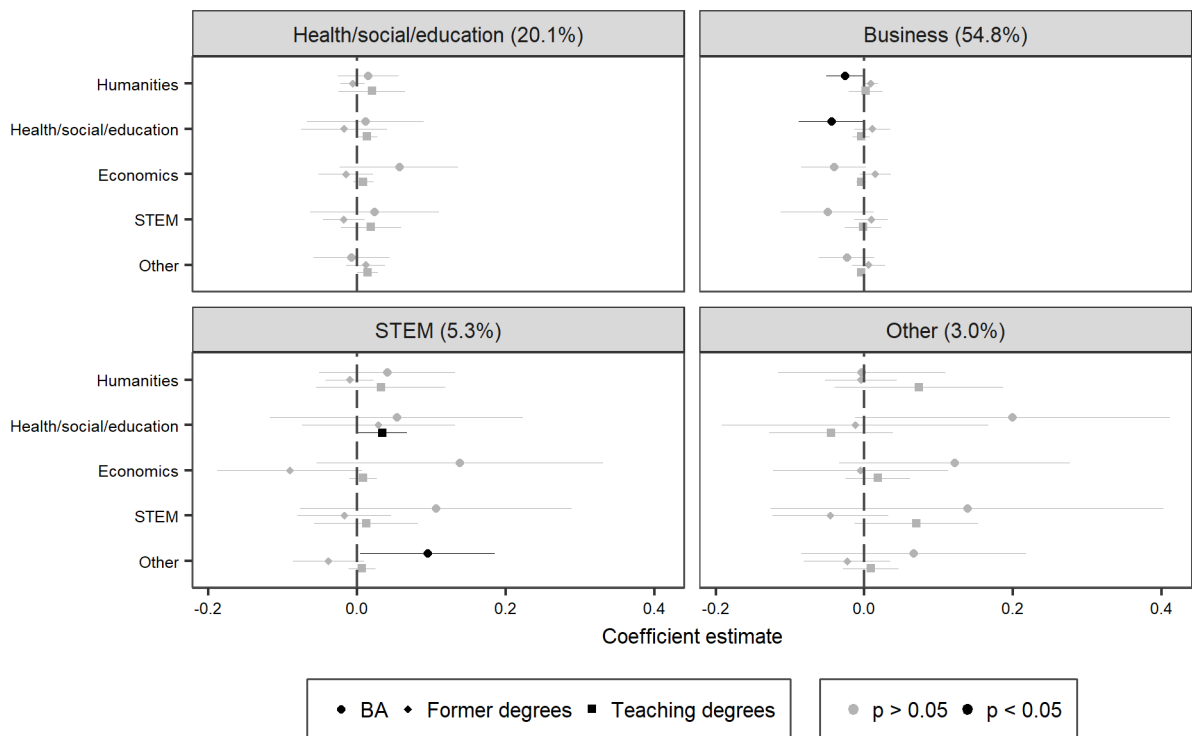 Health/social/education (20.1%)
Business (54.8%)
Humanities
Health/social/education
Economics
STEM
Other
STEM (5.3%)
Other (3.0%)
Humanities
Health/social/education
Economics
STEM
Other
-0.2 0.0 0.2 0.4
-0.2 0.0 0.2 0.4
Coefficient estimate
BA Former degrees Teaching degrees
p > 0.05 p < 0.05